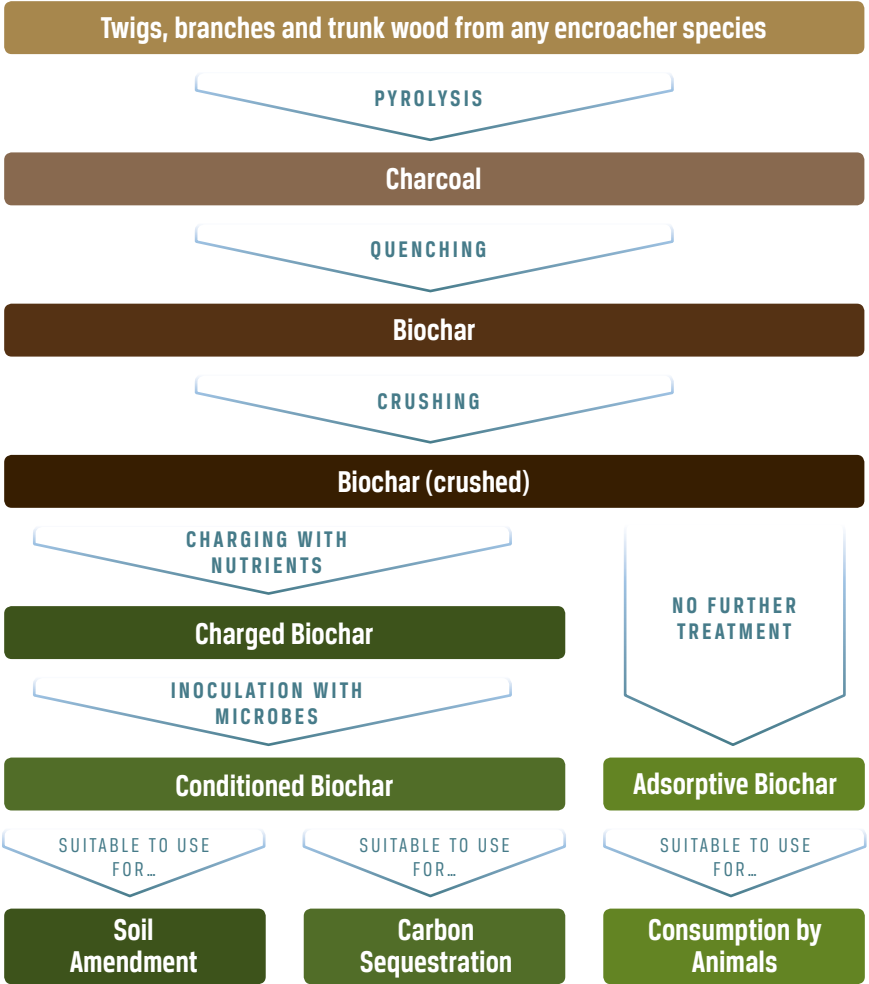 Twigs, branches and trunk wood from any encroacher species
PYROLYSIS
Charcoal
QUENCHING
Biochar
CRUSHING
Biochar (crushed)
CHARGING WITH
NUTRIENTS
NO FURTHER
TREATMENT
Charged Biochar
INOCULATION WITH
MICROBES
Conditioned Biochar
Adsorptive Biochar
SUITABLE TO USE
FOR…
SUITABLE TO USE
FOR…
SUITABLE TO USE
FOR…
Soil
Amendment
Carbon
Sequestration
Consumption by
Animals